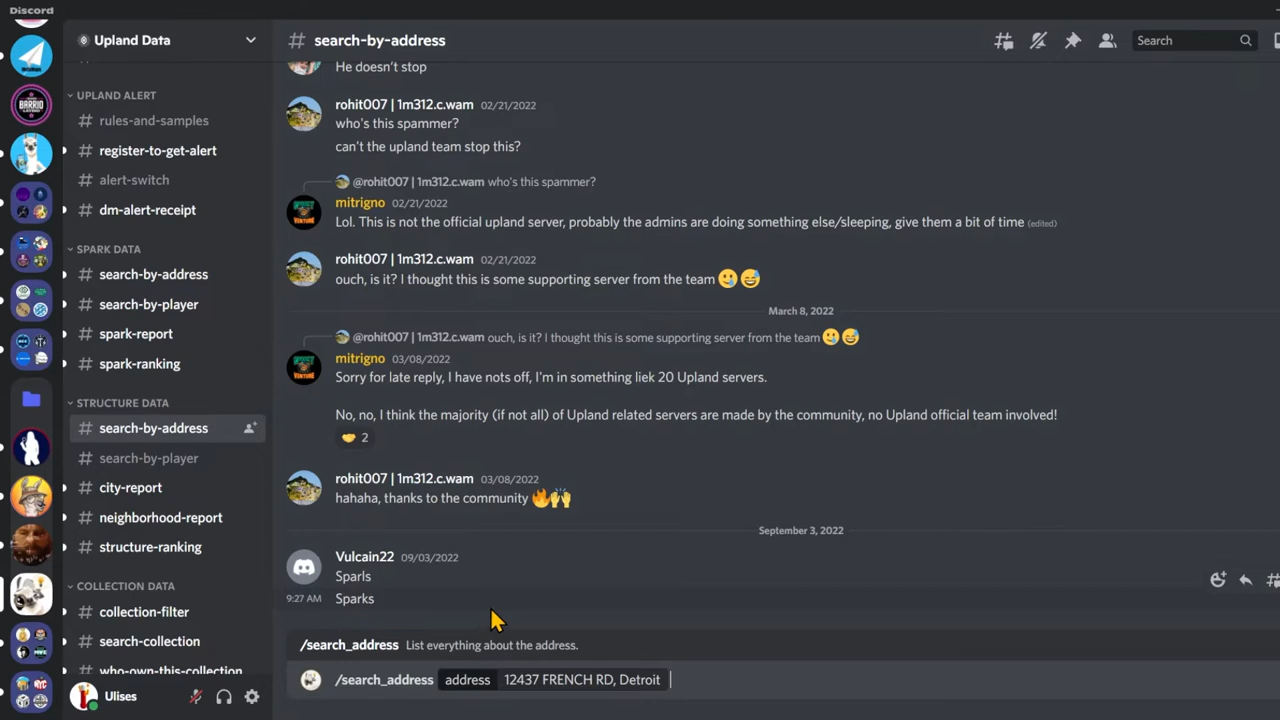 Discord
Upland Data
UPLAND ALERT
rules-and-samples
register-to-get-alert
alert-switch
dm-alert-receipt
SPARK DATA
search-by-address
search-by-player
spark-report
spark-ranking
STRUCTURE DATA
search-by-address
search-by-player
city-report
neighborhood-report
structure-ranking
COLLECTION DATA
collection-filter
search-collection
who-own-this-collection
Ulises
# search-by-address
Search
He doesn't stop
rohit007 | 1m312.c.wam 02/21/2022
who's this spammer?
can't the upland team stop this?
@rohit007 | 1m312.c.wam who's this spammer?
mitrigno 02/21/2022
Lol. This is not the official upland server, probably the admins are doing something else/sleeping, give them a bit of time (edited)
rohit007 | 1m312.c.wam 02/21/2022
ouch, is it? I thought this is some supporting server from the team 🥲😅
March 8, 2022
@rohit007 | 1m312.c.wam ouch, is it? I thought this is some supporting server from the team 🥲😅
mitrigno 03/08/2022
Sorry for late reply, I have nots off, I'm in something liek 20 Upland servers.
No, no, I think the majority (if not all) of Upland related servers are made by the community, no Upland official team involved!
🤝 2
rohit007 | 1m312.c.wam 03/08/2022
hahaha, thanks to the community 🔥🙌
September 3, 2022
Vulcain22 09/03/2022
Sparls
9:27 AM Sparks
/search_address List everything about the address.
/search_address address 12437 FRENCH RD, Detroit